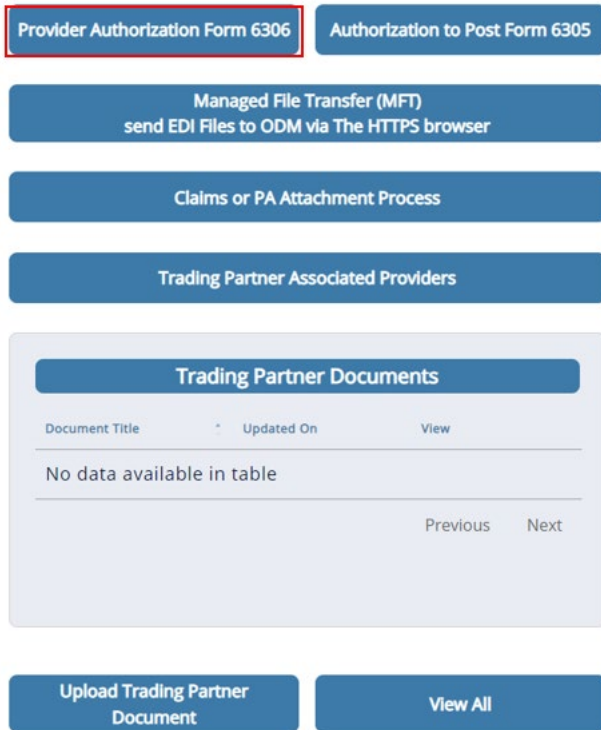 Provider Authorization Form 6306
Authorization to Post Form 6305
Managed File Transfer (MFT)
send EDI Files to ODM via The HTTPS browser
Claims or PA Attachment Process
Trading Partner Associated Providers
Trading Partner Documents
Document Title Updated On View
No data available in table
Previous Next
Upload Trading Partner
Document
View All